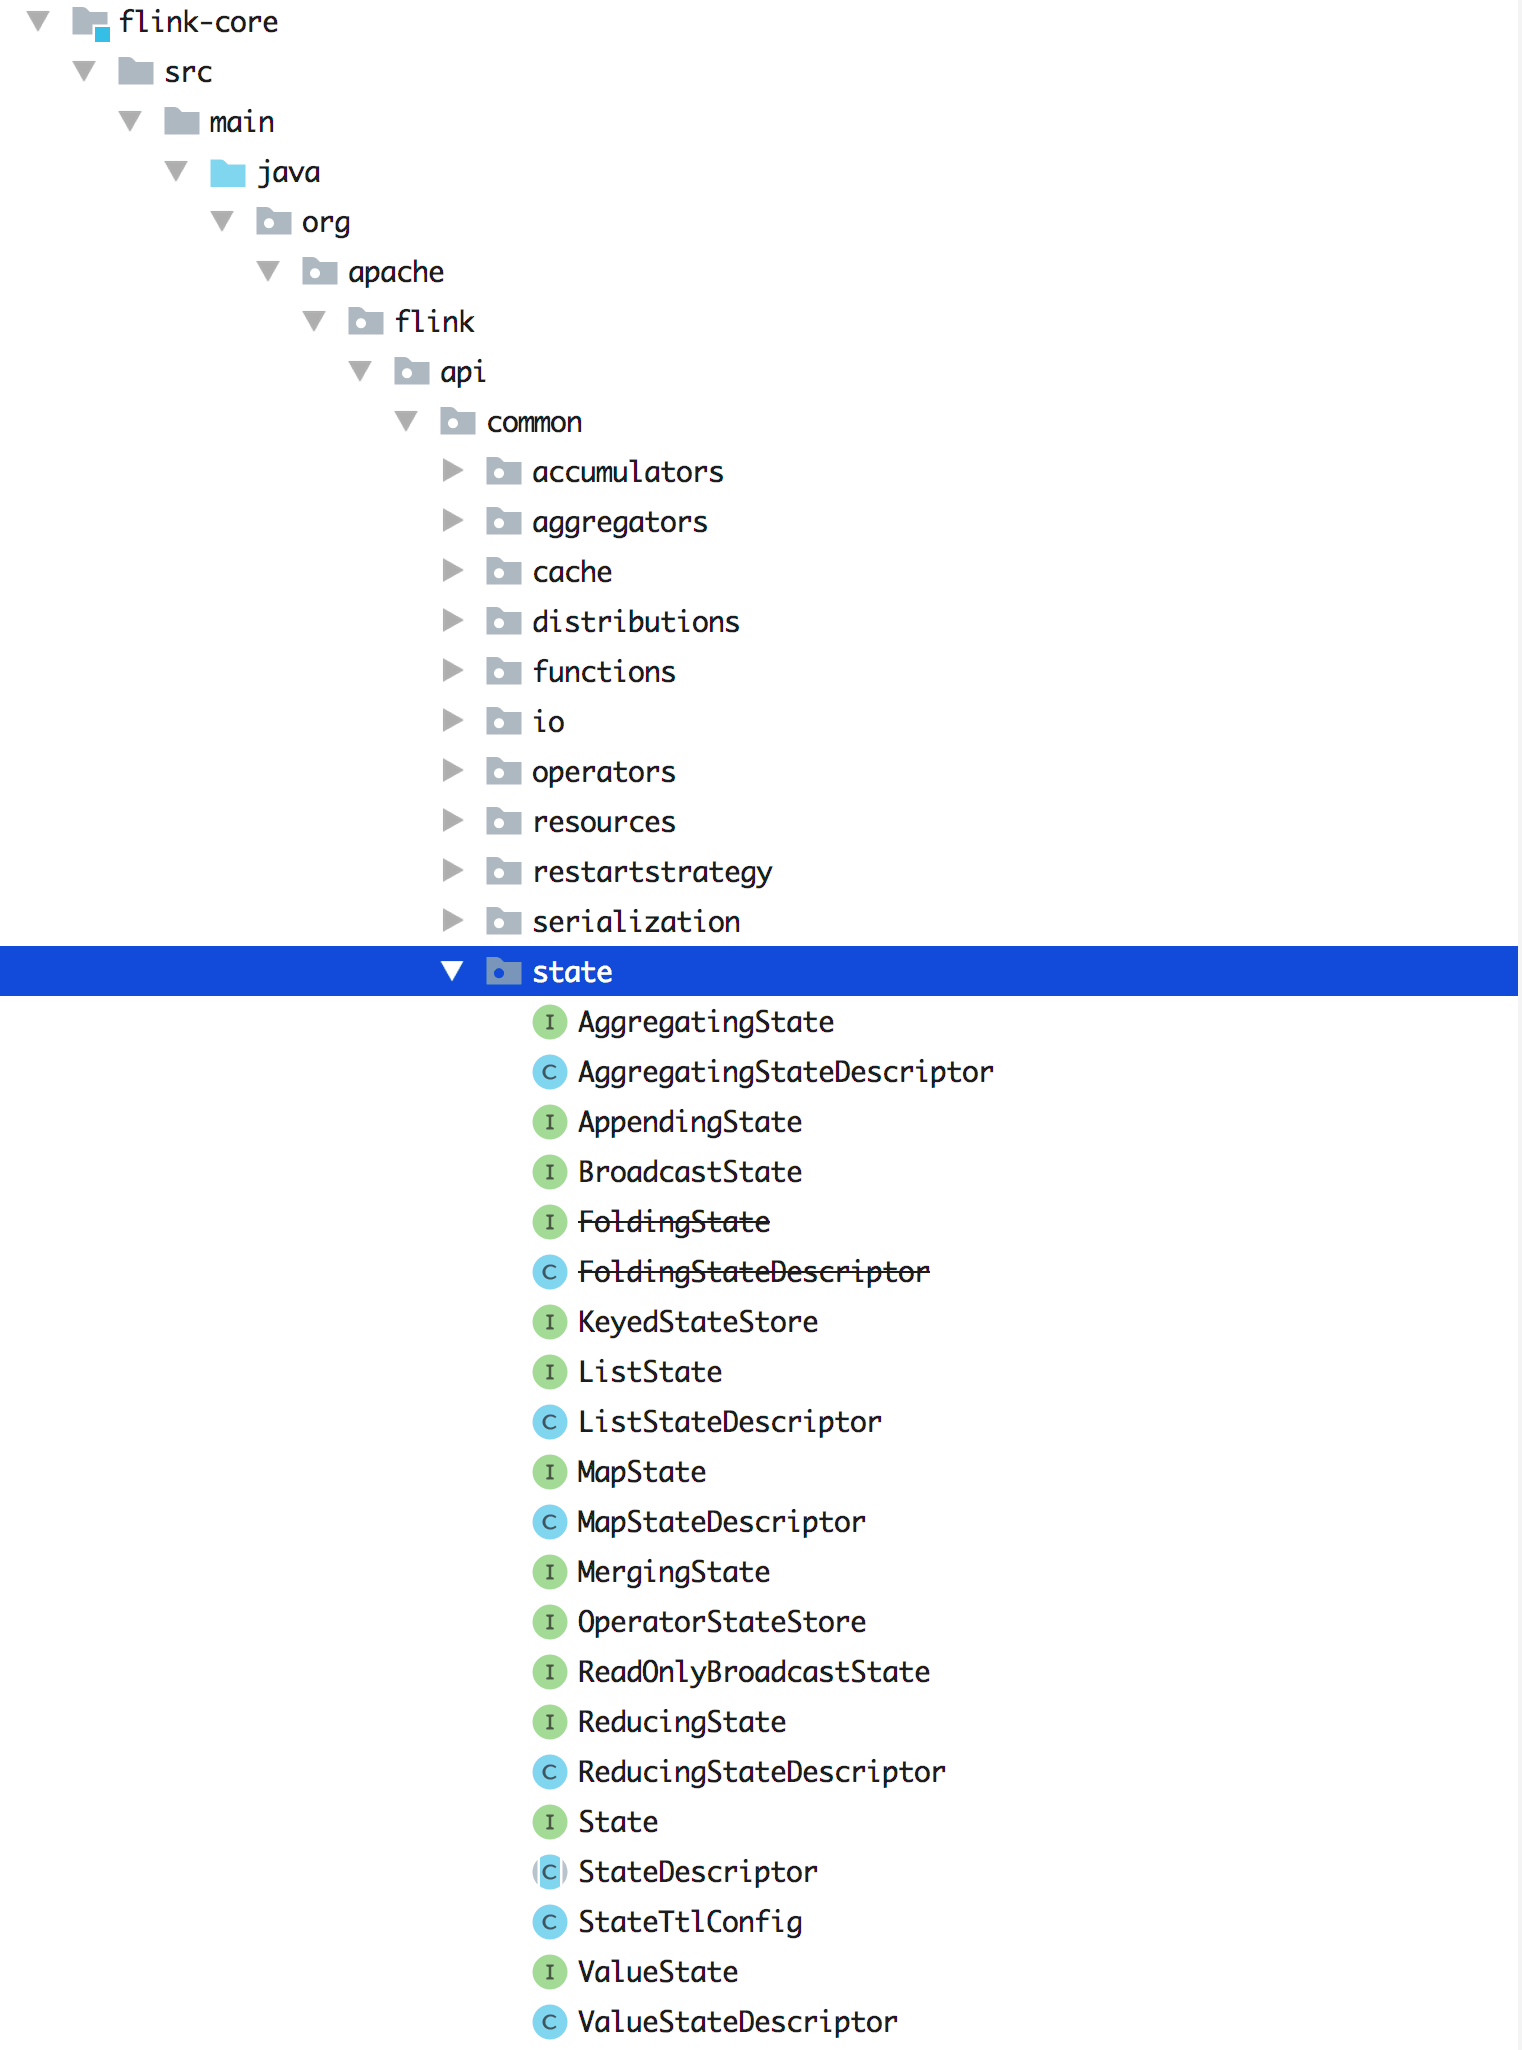 flink-core
src
main
java
org
apache
flink
api
common
accumulators
aggregators
cache
distributions
functions
io
operators
resources
restartstrategy
serialization
state
I AggregatingState
C AggregatingStateDescriptor
I AppendingState
I BroadcastState
I FoldingState
C FoldingStateDescriptor
I KeyedStateStore
I ListState
C ListStateDescriptor
I MapState
C MapStateDescriptor
I MergingState
I OperatorStateStore
I ReadOnlyBroadcastState
I ReducingState
C ReducingStateDescriptor
I State
C StateDescriptor
C StateTtlConfig
I ValueState
C ValueStateDescriptor